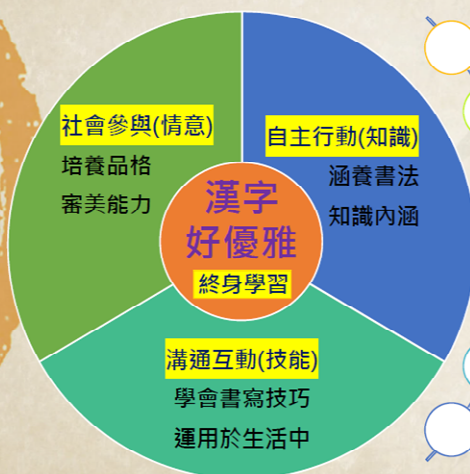 社會參與(情意)
培養品格
審美能力
自主行動(知識)
涵養書法
知識內涵
漢字
好優雅
終身學習
溝通互動(技能)
學會書寫技巧
運用於生活中